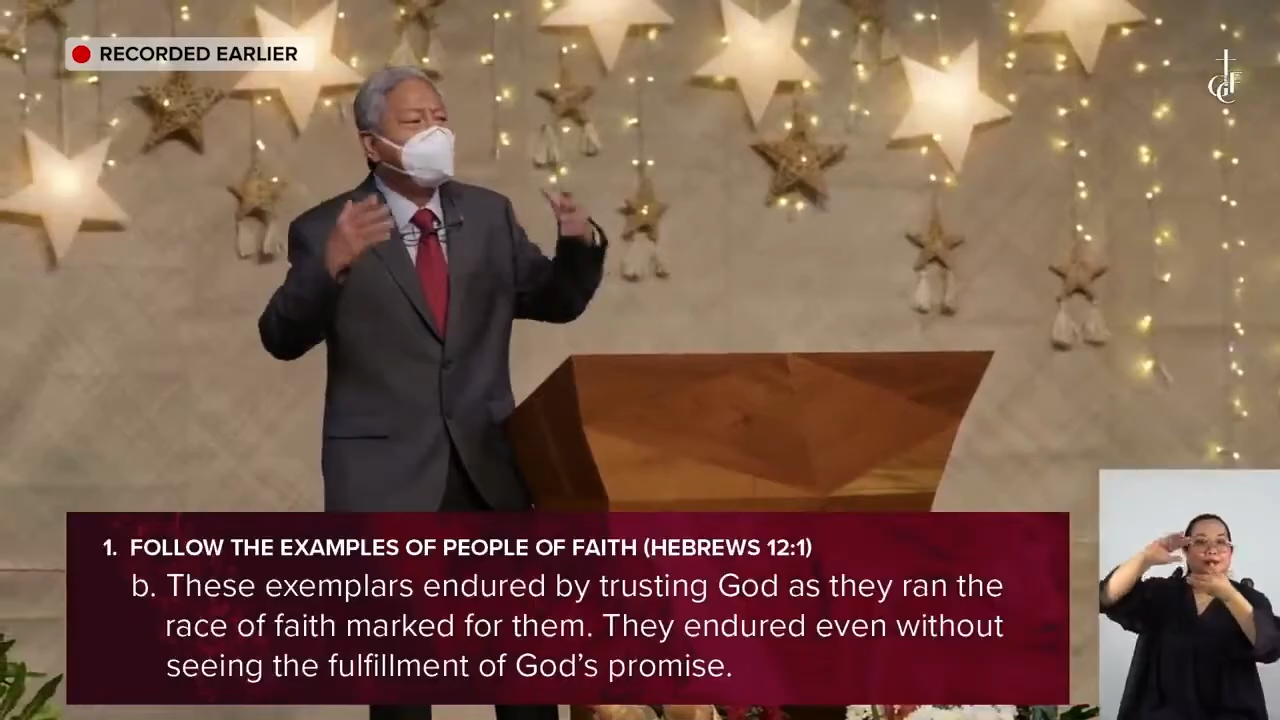 RECORDED EARLIER
1. FOLLOW THE EXAMPLES OF PEOPLE OF FAITH (HEBREWS 12:1)
b. These exemplars endured by trusting God as they ran the
race of faith marked for them. They endured even without
seeing the fulfillment of God's promise.